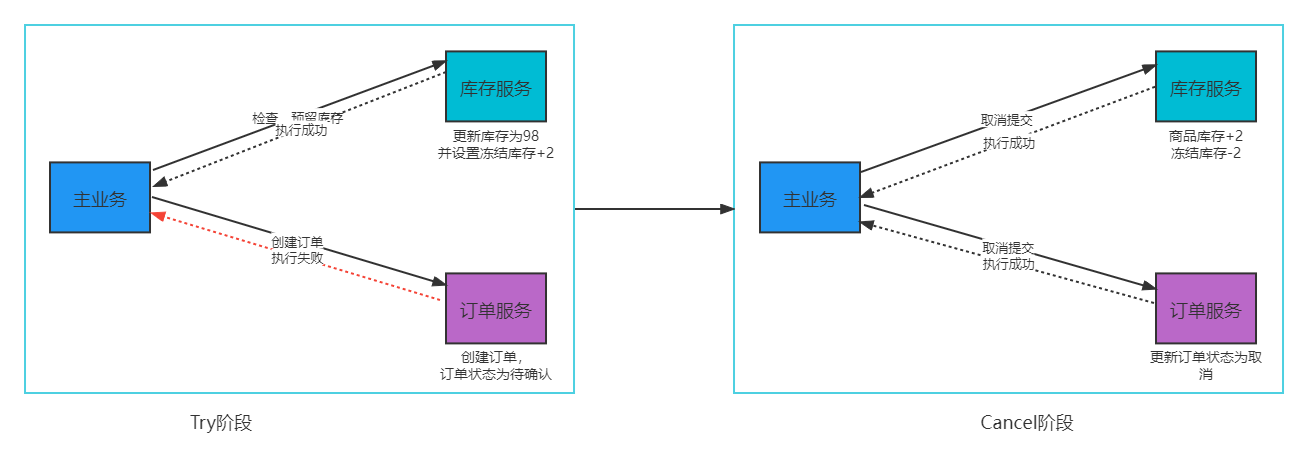 库存服务
检查、预留库存
执行成功
更新库存为98
并设置冻结库存+2
主业务
创建订单
执行失败
订单服务
创建订单,
订单状态为待确认
Try阶段
库存服务
取消提交
执行成功
商品库存+2
冻结库存-2
主业务
取消提交
执行成功
订单服务
更新订单状态为取
消
Cancel阶段